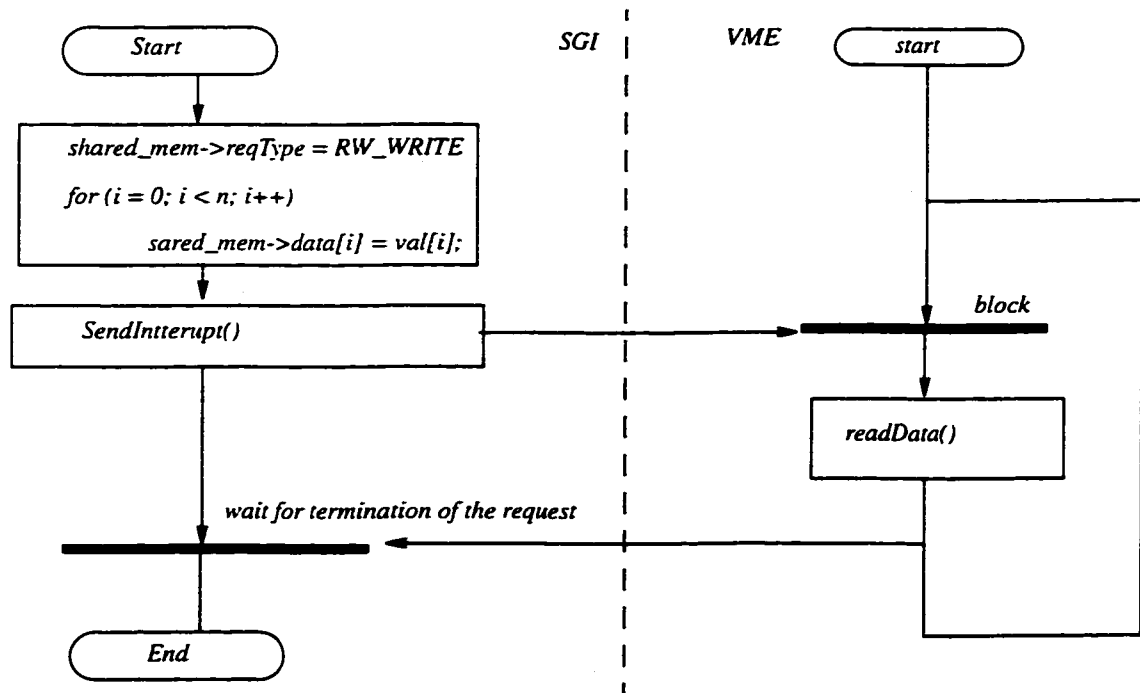 Start
SGI
VME
start
shared_mem->reqType = RW_WRITE
for (i = 0; i < n; i++)
sared_mem->data[i] = val[i];
SendIntterupt()
block
readData()
wait for termination of the request
End